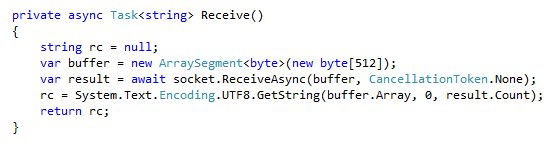 private async Task<string> Receive()
{
    string rc = null;
    var buffer = new ArraySegment<byte>(new byte[512]);
    var result = await socket.ReceiveAsync(buffer, CancellationToken.None);
    rc = System.Text.Encoding.UTF8.GetString(buffer.Array, 0, result.Count);
    return rc;
}